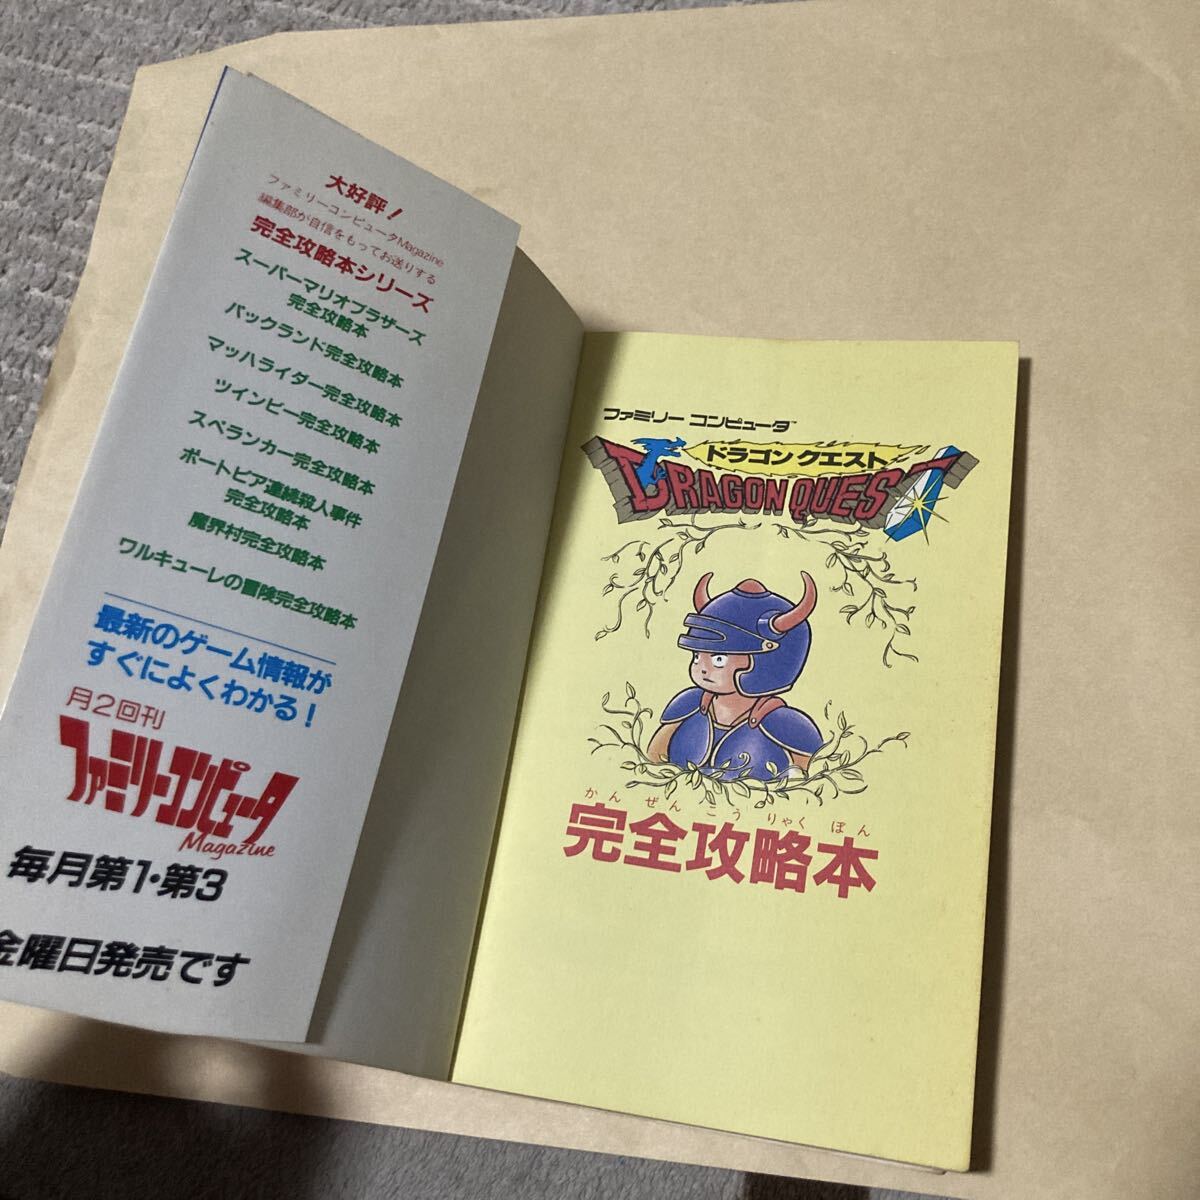 大好評!
ファミリーコンピュータMagazine
編集部が自信をもってお送りする
完全攻略本シリーズ
スーパーマリオブラザーズ
完全攻略本
パックランド完全攻略本
マッハライダー完全攻略本
ツインビー完全攻略本
スペランカー完全攻略本
ポートピア連続殺人事件
完全攻略本
魔界村完全攻略本
ワルキューレの冒険完全攻略本
最新のゲーム情報が
すぐによくわかる!
月2回刊
ファミリーコンピュータ
Magazine
毎月第1・第3
金曜日発売です
ファミリー コンピュータ™
ドラゴンクエスト
DRAGON QUEST
かん ぜん こう りゃく ぼん
完全攻略本